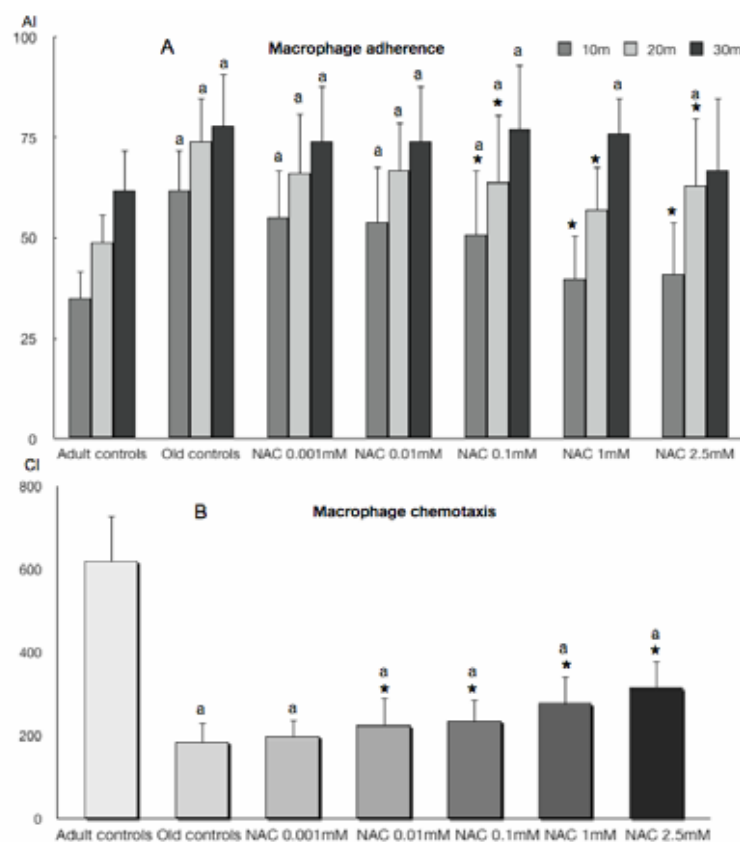 AI
100
75
50
25
0
A Macrophage adherence
10m 20m 30m
a a a
a a a
a a a
a a a
★ ★
★ ★ a
★ a ★
Adult controls Old controls NAC 0.001mM NAC 0.01mM NAC 0.1mM NAC 1mM NAC 2.5mM
CI
800
600
400
200
0
B Macrophage chemotaxis
a a a a a a
★ ★ ★ ★
Adult controls Old controls NAC 0.001mM NAC 0.01mM NAC 0.1mM NAC 1mM NAC 2.5mM